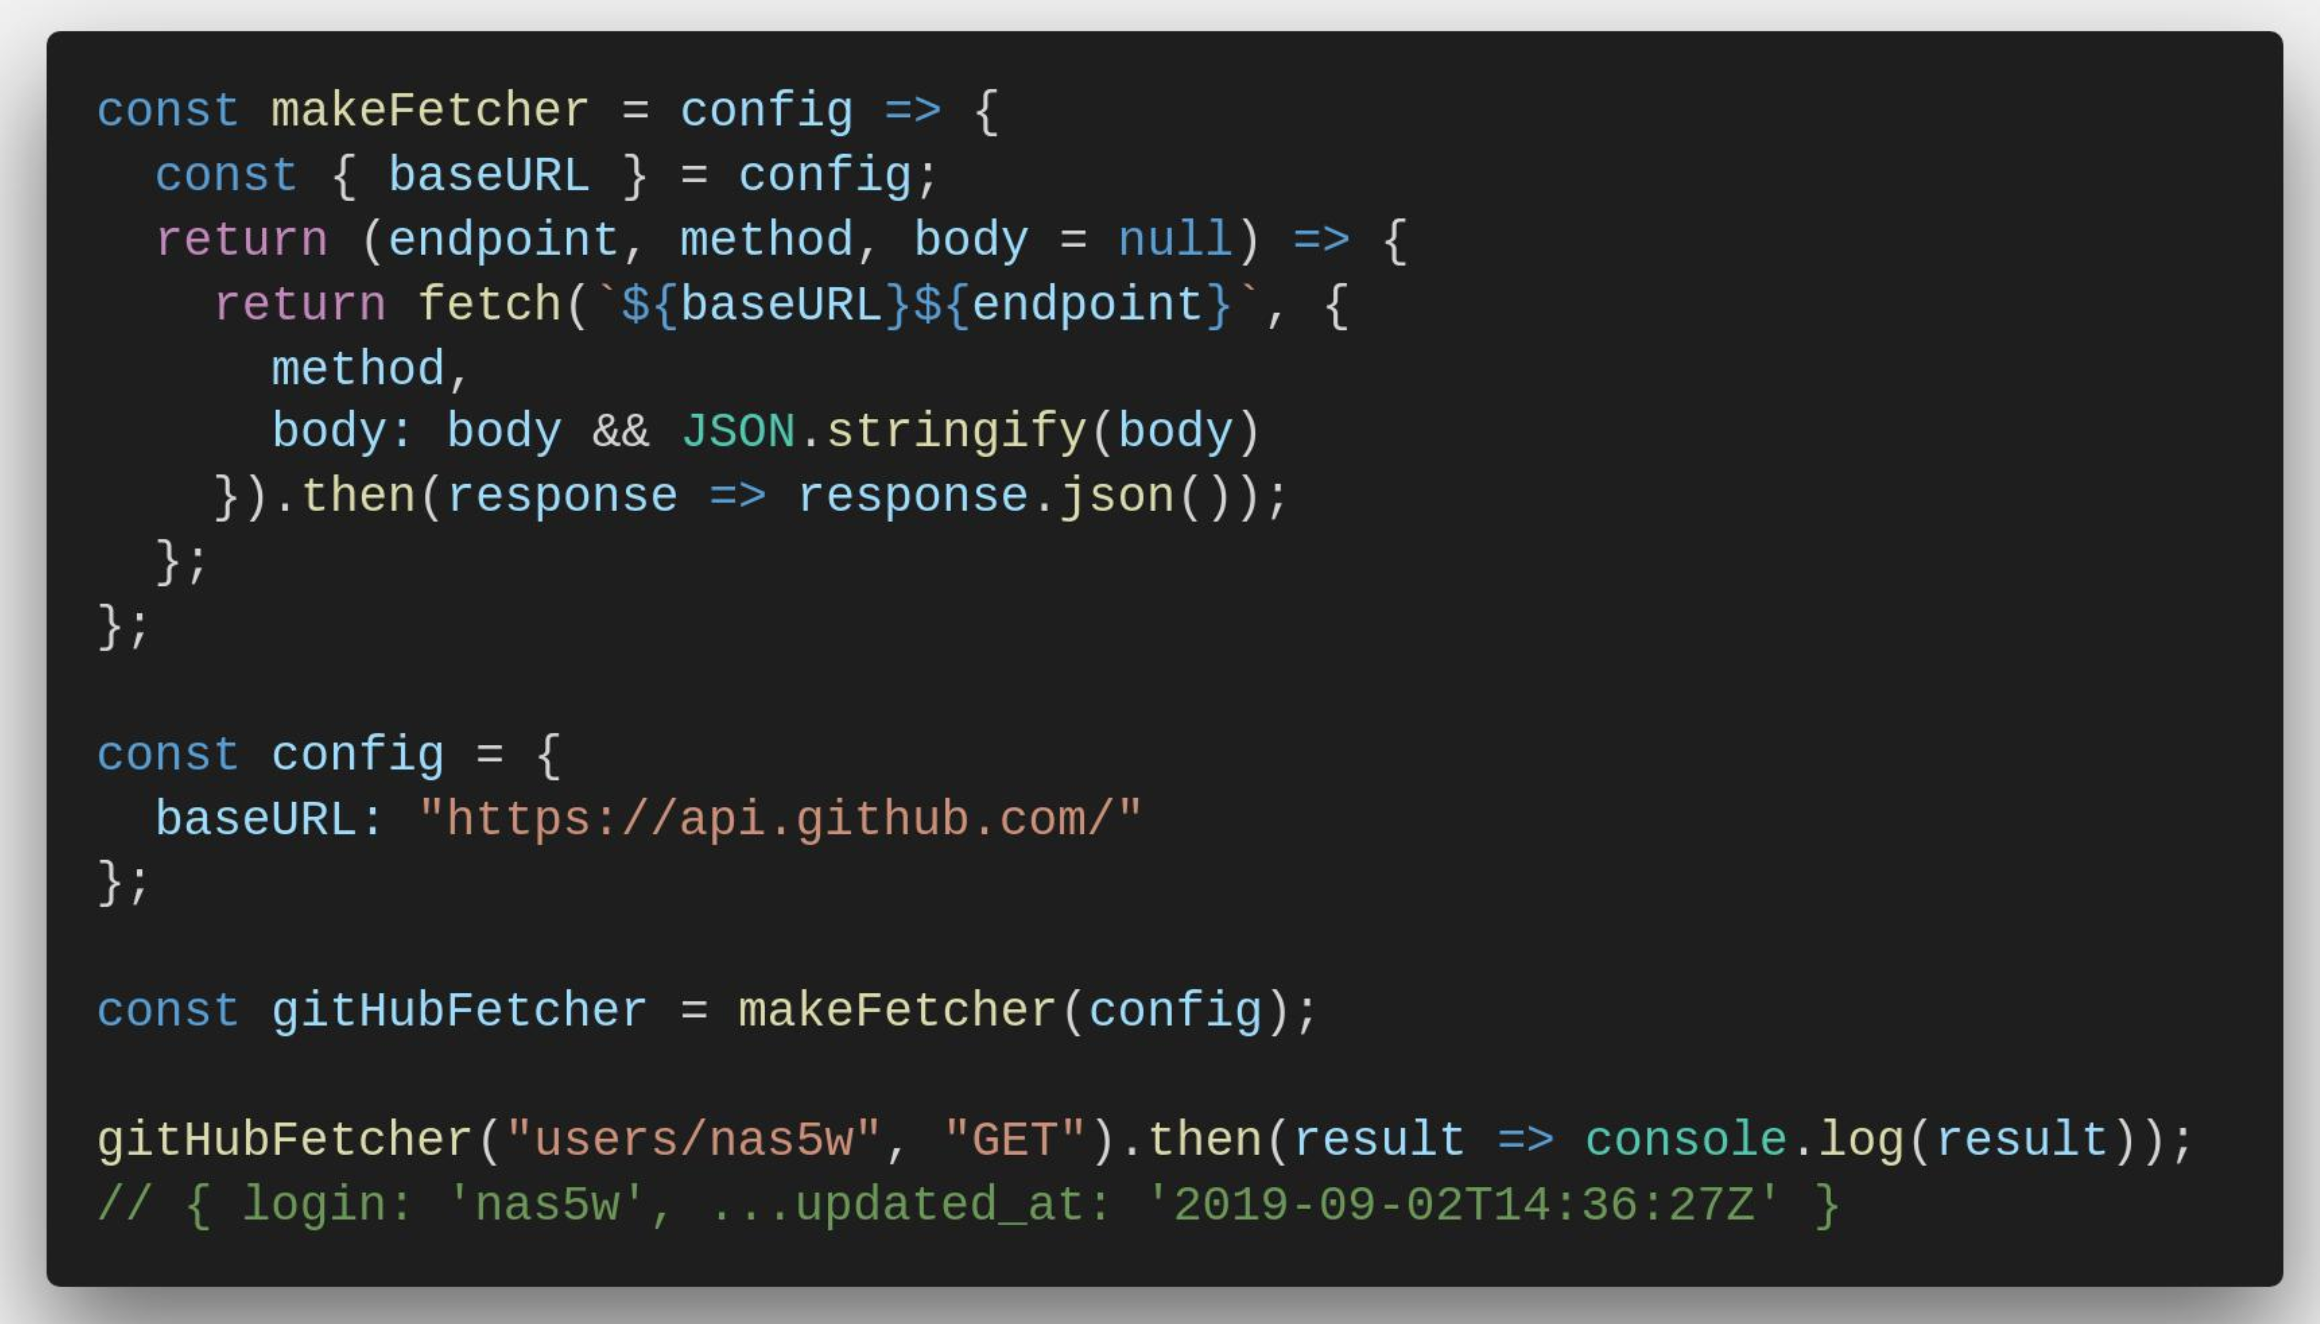 const makeFetcher = config => {
  const { baseURL } = config;
  return (endpoint, method, body = null) => {
    return fetch(`${baseURL}${endpoint}`, {
      method,
      body: body && JSON.stringify(body)
    }).then(response => response.json());
  };
};

const config = {
  baseURL: "https://api.github.com/"
};

const gitHubFetcher = makeFetcher(config);

gitHubFetcher("users/nas5w", "GET").then(result => console.log(result));
// { login: 'nas5w', ...updated_at: '2019-09-02T14:36:27Z' }